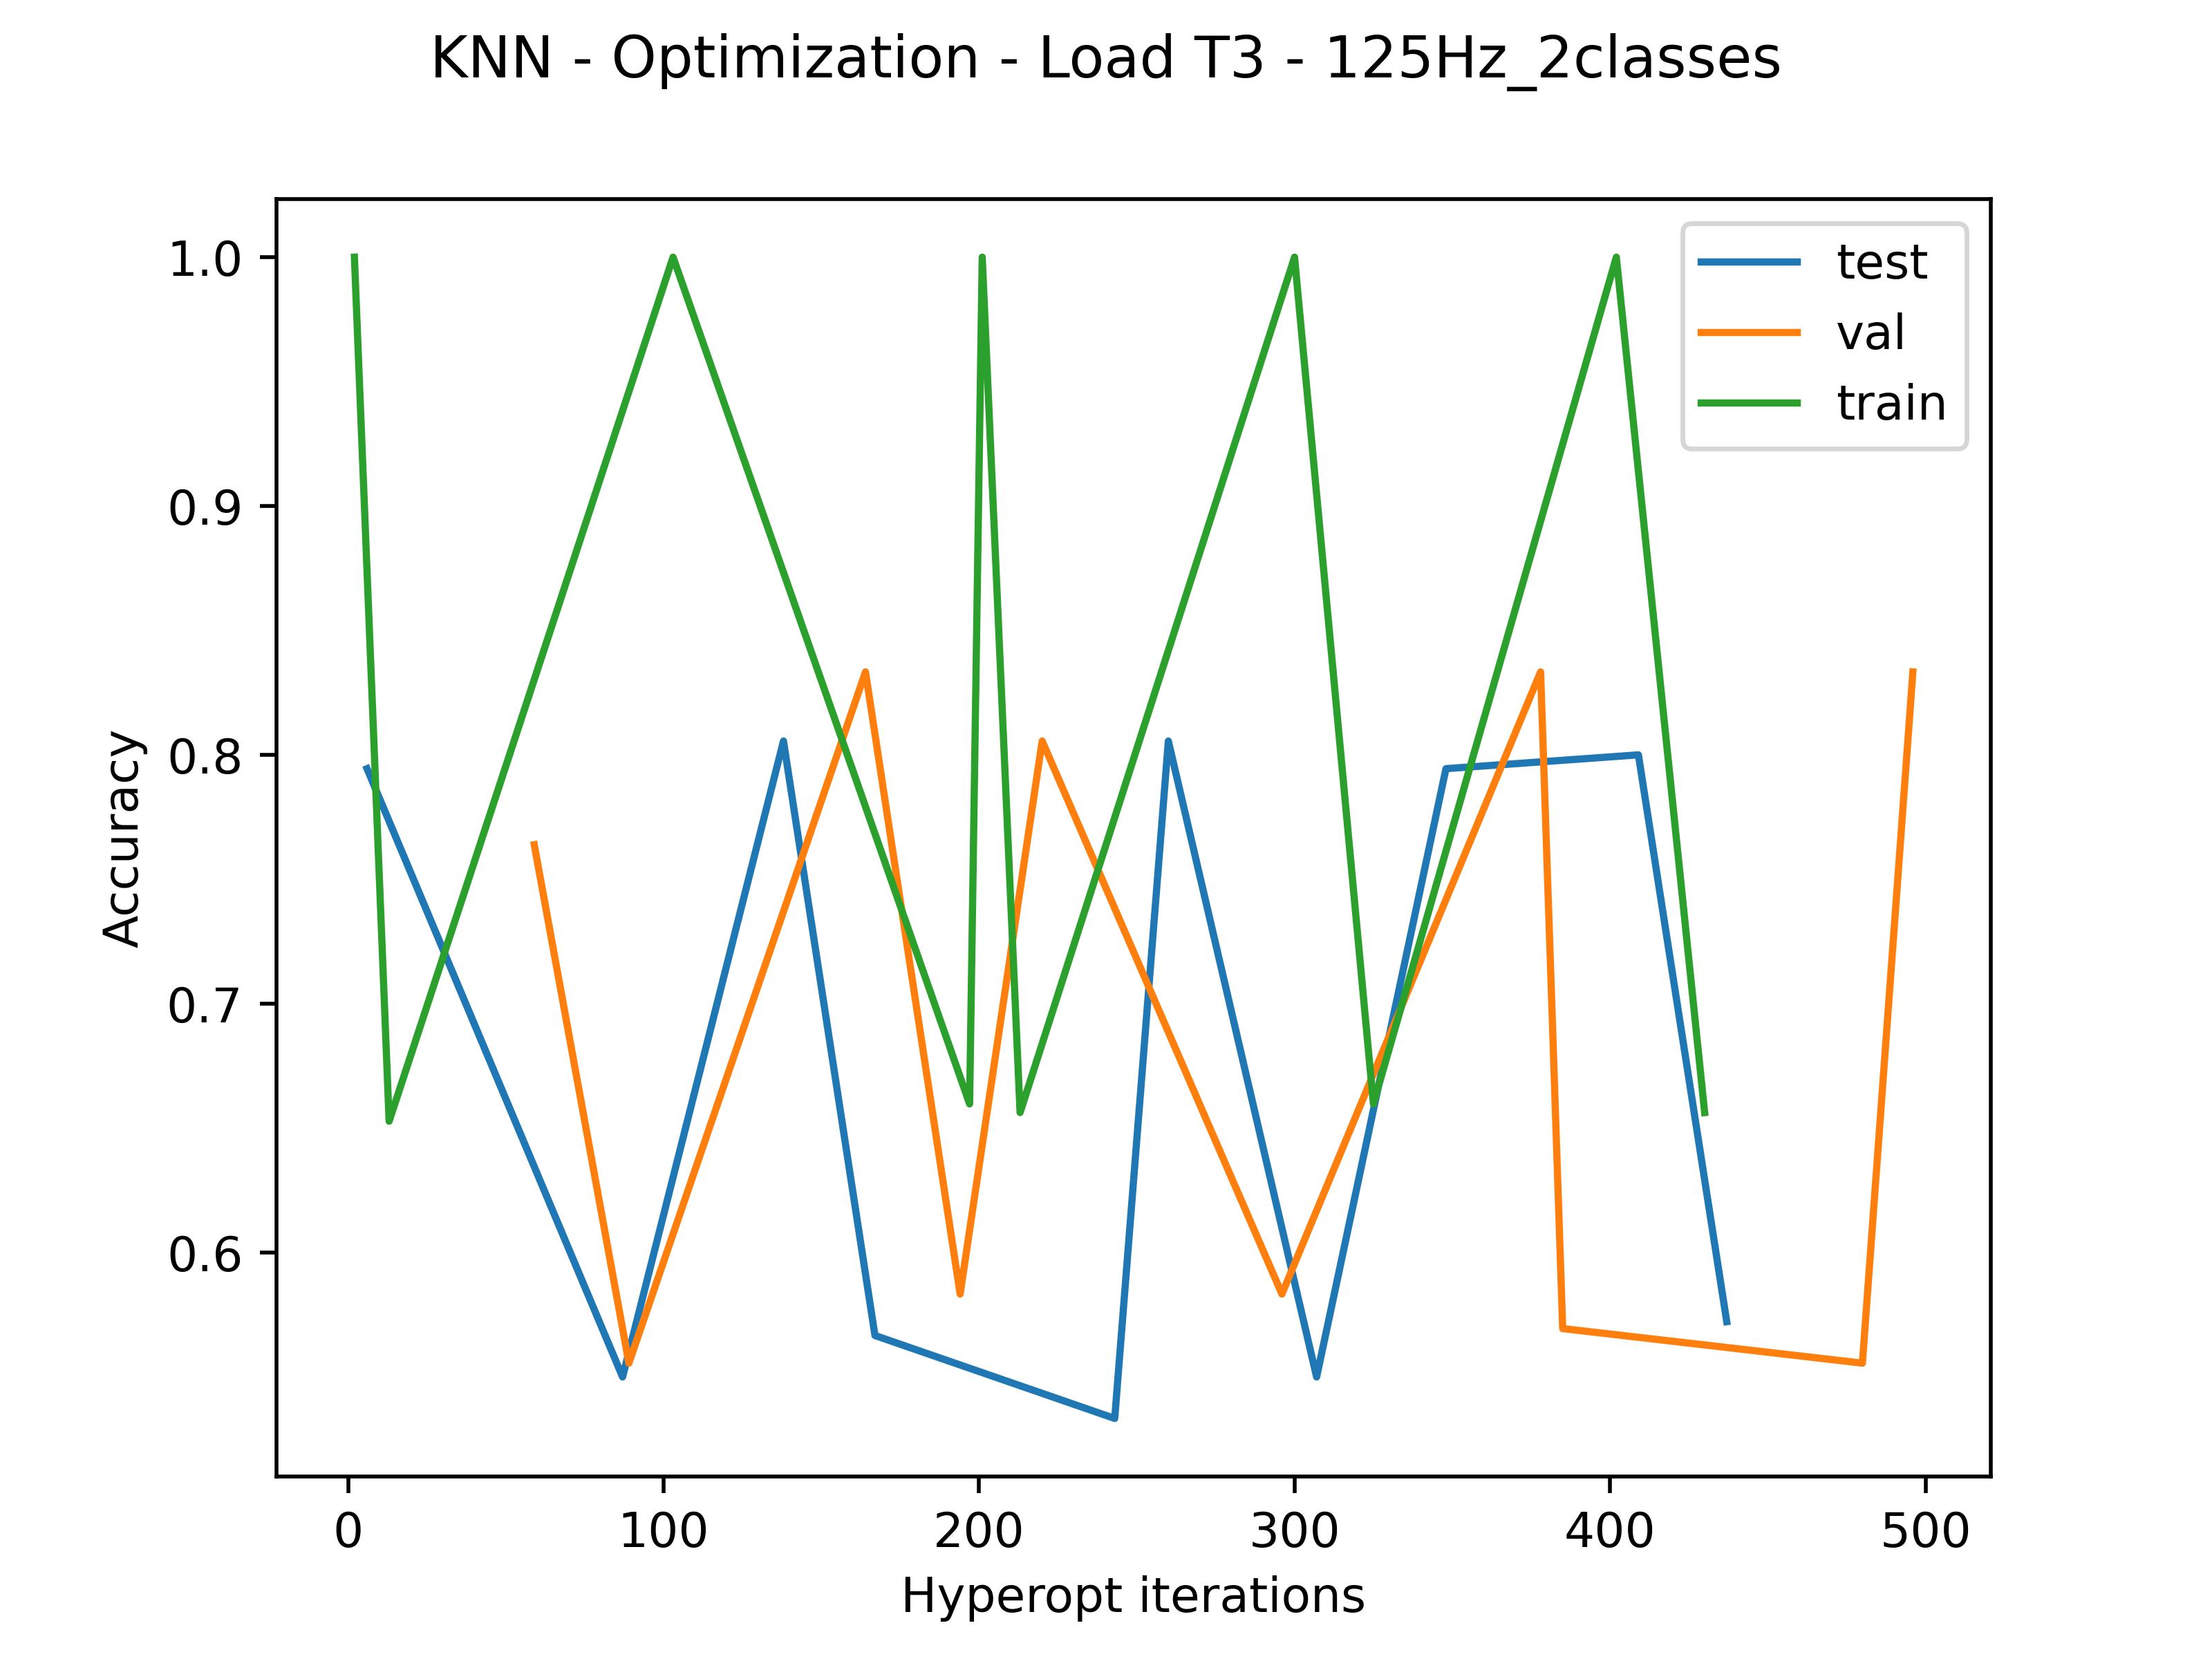 KNN - Optimization - Load T3 - 125Hz_2classes
1.0
0.9
0.8
0.7
0.6
Accuracy
test
val
train
0 100 200 300 400 500
Hyperopt iterations